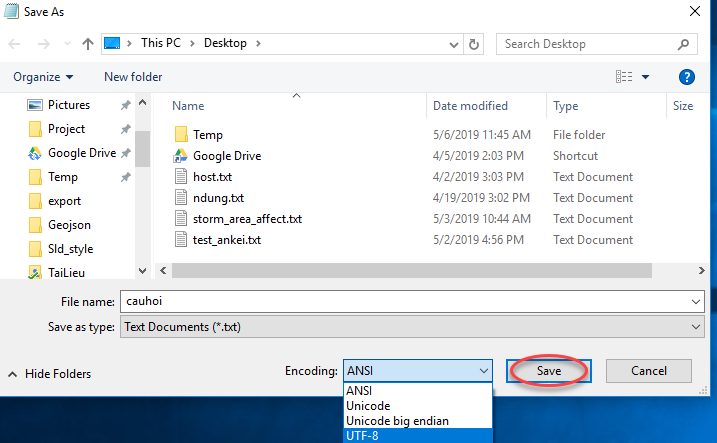 Save As
This PC > Desktop >
Search Desktop
Organize
New folder
Name Date modified Type Size
Pictures
Project
Google Drive
Temp
export
Geojson
Sld_style
TaiLieu
Temp 5/6/2019 11:45 AM File folder
Google Drive 4/5/2019 2:03 PM Shortcut
host.txt 4/2/2019 3:03 PM Text Document
ndung.txt 4/19/2019 3:02 PM Text Document
storm_area_affect.txt 5/3/2019 10:44 AM Text Document
test_ankei.txt 5/2/2019 4:56 PM Text Document
File name: cauhoi
Save as type: Text Documents (*.txt)
Hide Folders
Encoding: ANSI
Save
Cancel
ANSI
Unicode
Unicode big endian
UTF-8